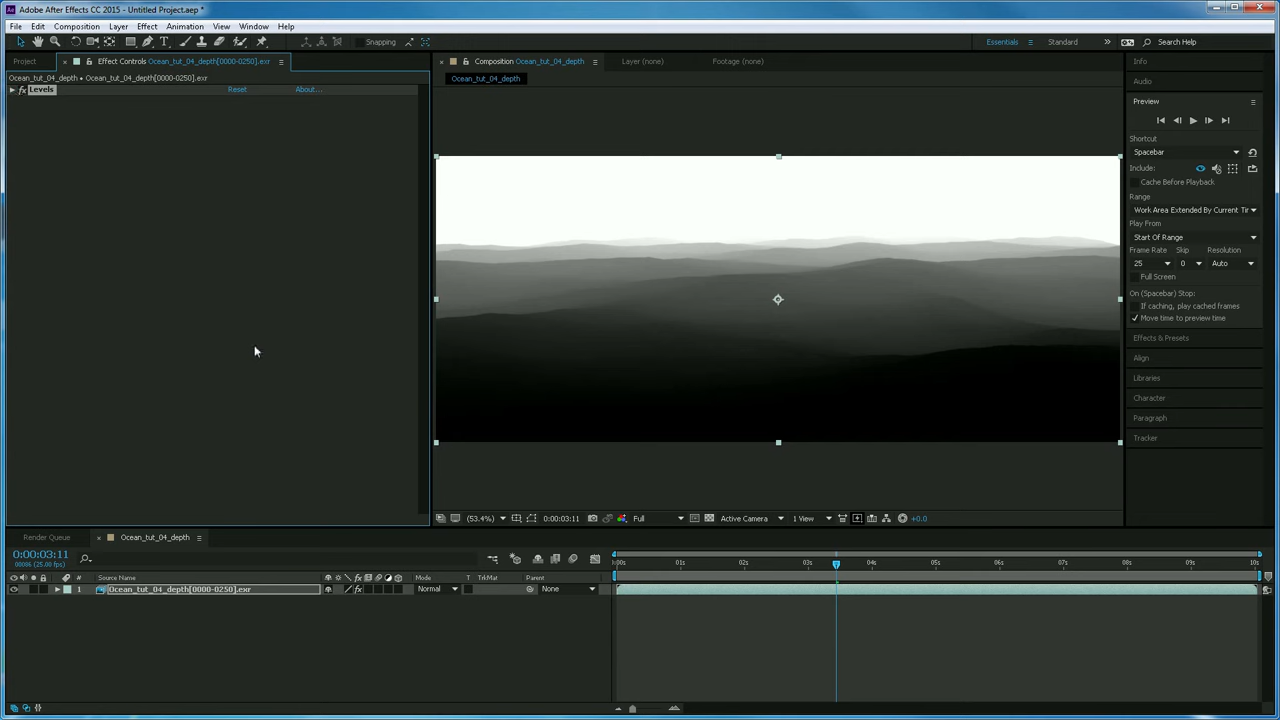 Adobe After Effects CC 2015 - Untitled Project.aep *
File Edit Composition Layer Effect Animation View Window Help
Snapping Essentials Standard Search Help
Project Effect Controls Ocean_tut_04_depth[0000-0250].exr Composition Ocean_tut_04_depth Layer (none) Footage (none) Info
Ocean_tut_04_depth • Ocean_tut_04_depth[0000-0250].exr Ocean_tut_04_depth Audio
fx Levels Reset About...
Preview
Shortcut
Spacebar
Include:
Cache Before Playback
Range
Work Area Extended By Current Tir
Play From
Start Of Range
Frame Rate Skip Resolution
25 0 Auto
Full Screen
On (Spacebar) Stop:
If caching, play cached frames
Move time to preview time
Effects & Presets
Align
Libraries
Character
Paragraph
Tracker
(53.4%) 0:00:03:11 Full Active Camera 1 View +0.0
Render Queue Ocean_tut_04_depth
0:00:03:11
00086 (25.00 fps)
:00s 01s 02s 03s 04s 05s 06s 07s 08s 09s 10s
# Source Name Mode T TrkMat Parent
1 Ocean_tut_04_depth[0000-0250].exr Normal None